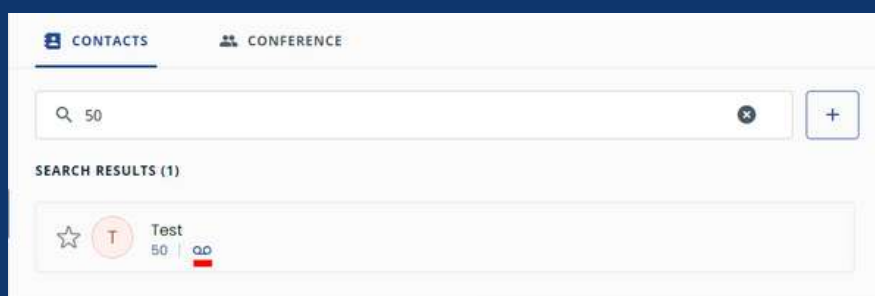 CONTACTS CONFERENCE
50
+
SEARCH RESULTS (1)
T
Test
50